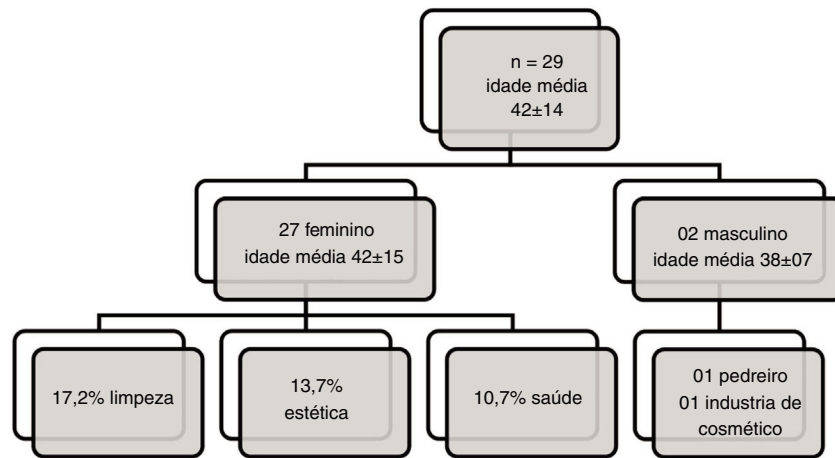 n = 29
idade média
42±14
27 feminino
idade média 42±15
02 masculino
idade média 38±07
17,2% limpeza
13,7%
estética
10,7% saúde
01 pedreiro
01 industria de
cosmético